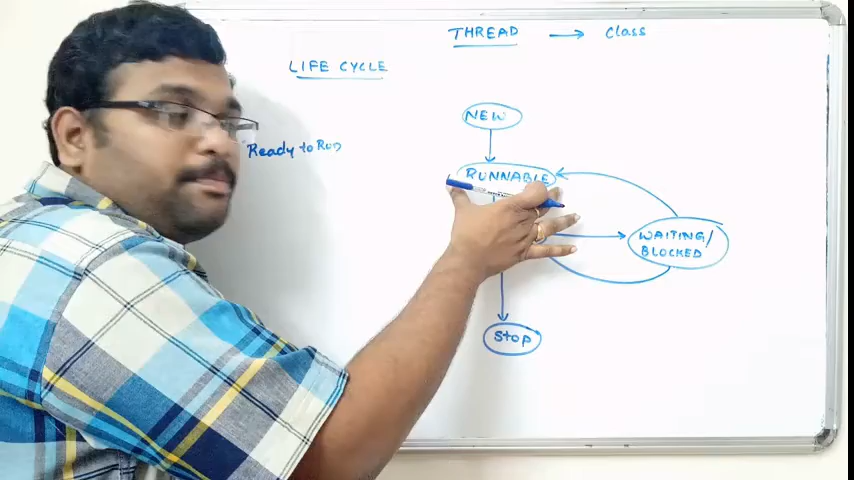 THREAD → Class
LIFE CYCLE
NEW
Ready to Run
RUNNABLE
WAITING/
BLOCKED
Stop